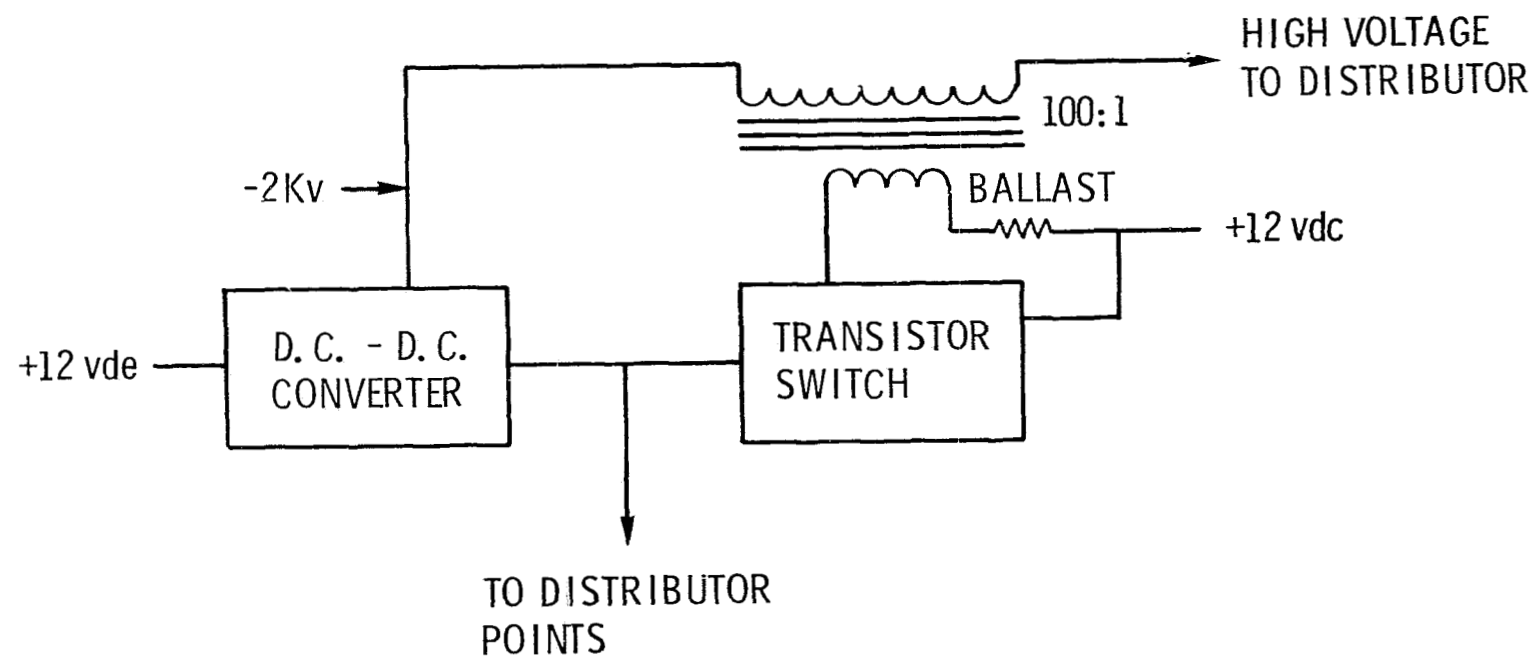 HIGH VOLTAGE
TO DISTRIBUTOR
100:1
-2Kv
BALLAST
+12 vdc
D.C. - D.C.
CONVERTER
+12 vde
TRANSISTOR
SWITCH
TO DISTRIBUTOR
POINTS